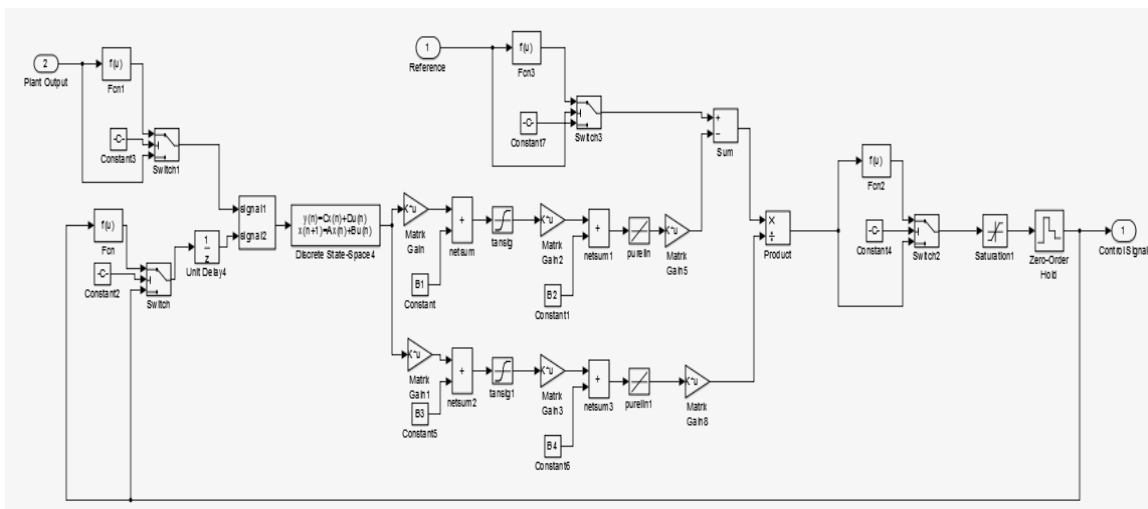 2
Plant Output
f(u)
Fcn1
-C-
Constant3
Switch1
1
Reference
f(u)
Fcn3
-C-
Constant7
Switch3
+
−
Sum
f(u)
Fcn
-C-
Constant2
Switch
1
z
Unit Delay4
signal1
signal2
y(n)=Cx(n)+Du(n)
x(n+1)=Ax(n)+Bu(n)
Discrete State-Space4
K*u
Matrix
Gain
+
netsum
tansig
K*u
Matrix
Gain2
+
netsum1
purelin
K*u
Matrix
Gain5
B1
Constant
B2
Constant1
×
÷
Product
f(u)
Fcn2
-C-
Constant4
Switch2
Saturation1
Zero-Order
Hold
1
Control Signal
K*u
Matrix
Gain1
+
netsum2
tansig1
K*u
Matrix
Gain3
+
netsum3
purelin1
K*u
Matrix
Gain8
B3
Constant5
B4
Constant6